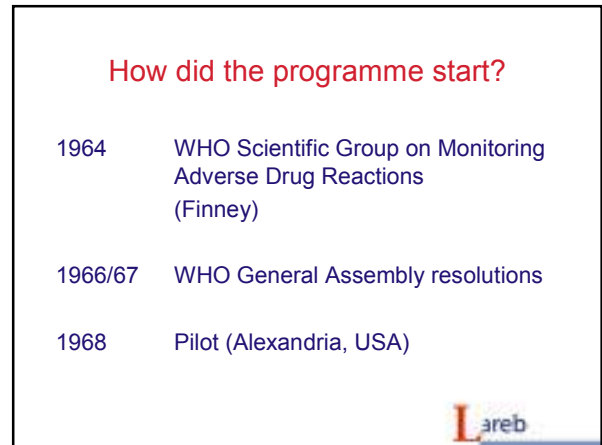 How did the programme start?
1964 WHO Scientific Group on Monitoring
Adverse Drug Reactions
(Finney)
1966/67 WHO General Assembly resolutions
1968 Pilot (Alexandria, USA)
Lareb